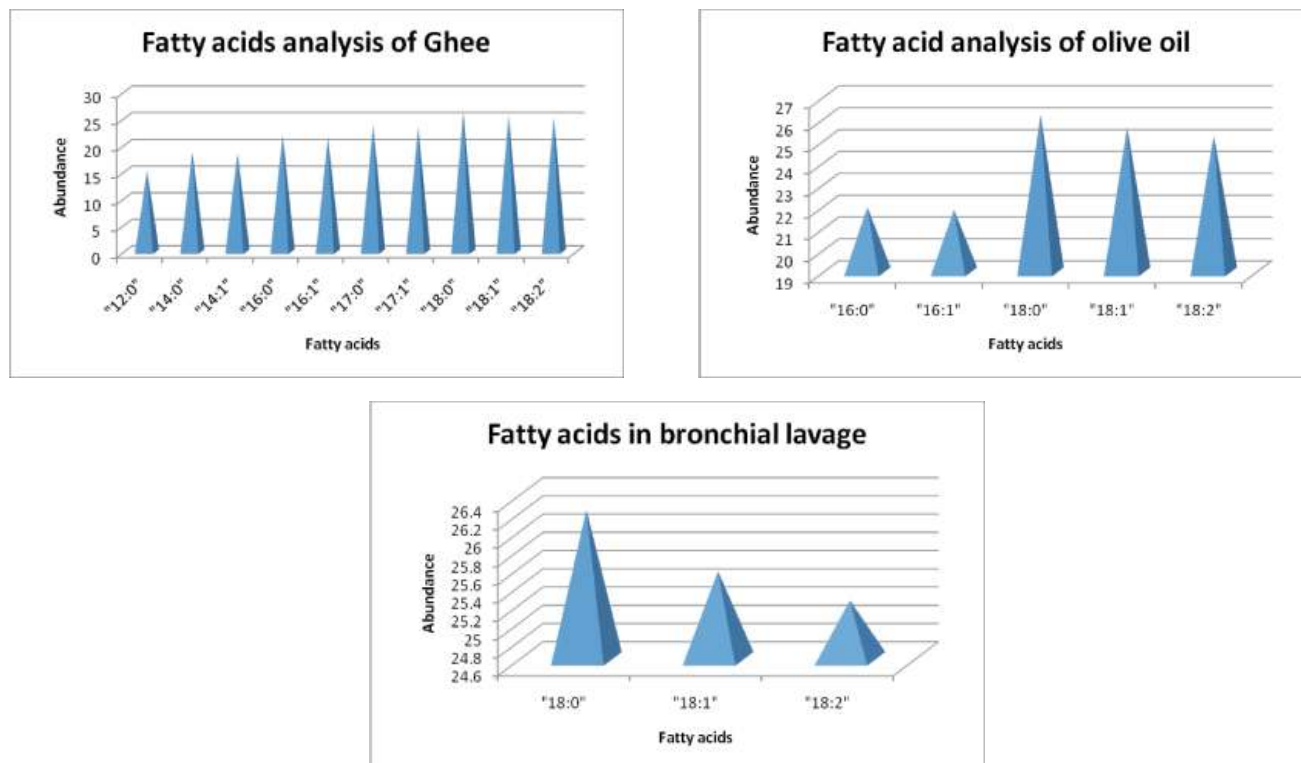 Fatty acids analysis of Ghee
30
25
20
15
10
5
0
Abundance
"12:0" "14:0" "14:1" "16:0" "16:1" "17:0" "17:1" "18:0" "18:1" "18:2"
Fatty acids
Fatty acid analysis of olive oil
27
26
25
24
23
22
21
20
19
Abundance
"16:0" "16:1" "18:0" "18:1" "18:2"
Fatty acids
Fatty acids in bronchial lavage
26.4
26.2
26
25.8
25.6
25.4
25.2
25
24.8
24.6
Abundance
"18:0" "18:1" "18:2"
Fatty acids